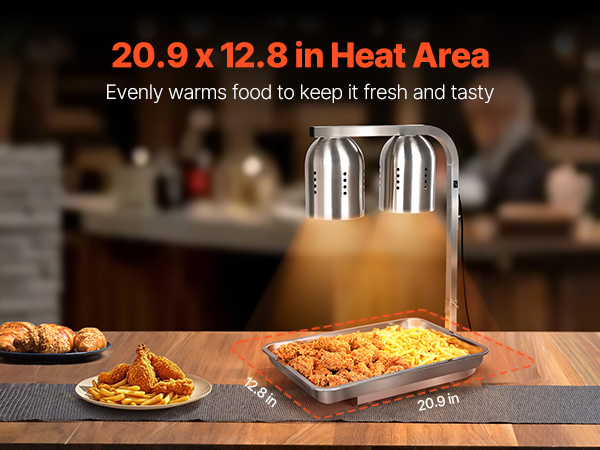 20.9 x 12.8 in Heat Area
Evenly warms food to keep it fresh and tasty
12.8 in
20.9 in